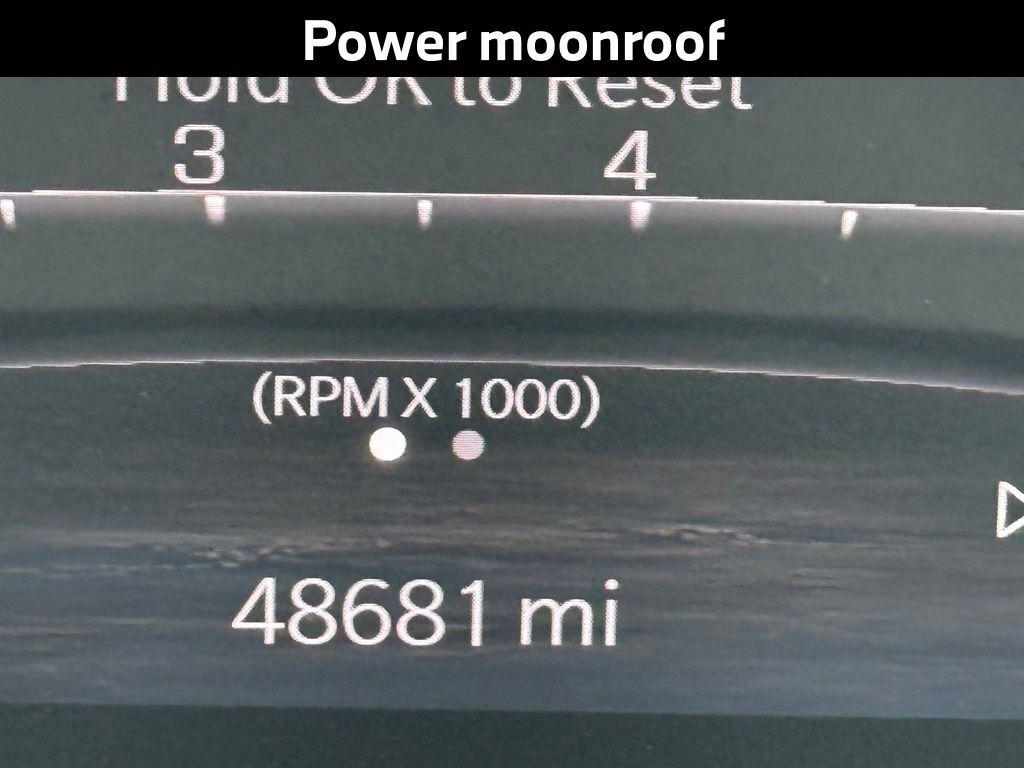 Power moonroof
Hold OK to Reset
3 4
(RPM X 1000)
48681 mi